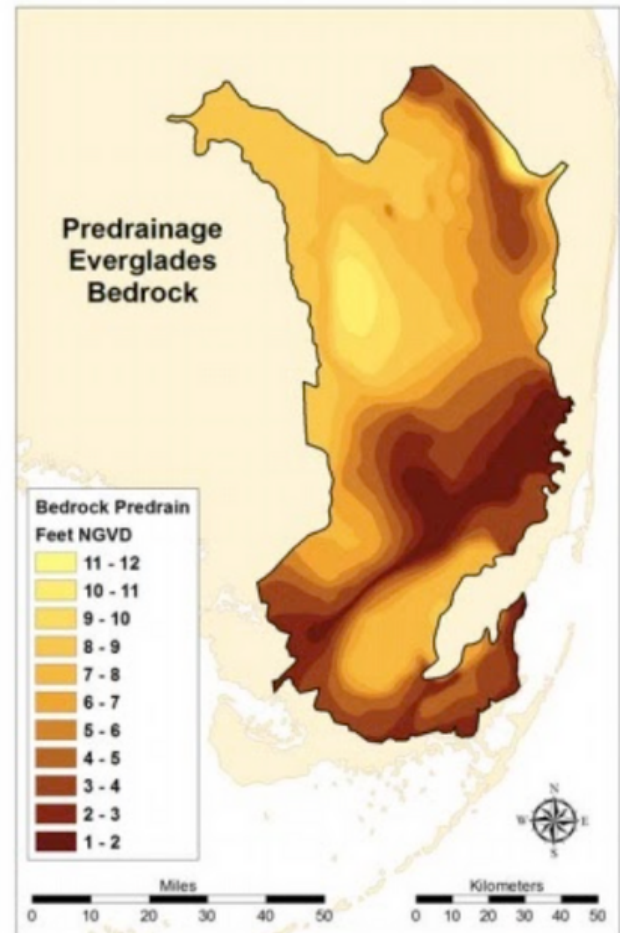 Predrainage
Everglades
Bedrock
Bedrock Predrain
Feet NGVD
11 - 12
10 - 11
9 - 10
8 - 9
7 - 8
6 - 7
5 - 6
4 - 5
3 - 4
2 - 3
1 - 2
N
W E
S
Miles
0 10 20 30 40 50
Kilometers
0 10 20 30 40 50